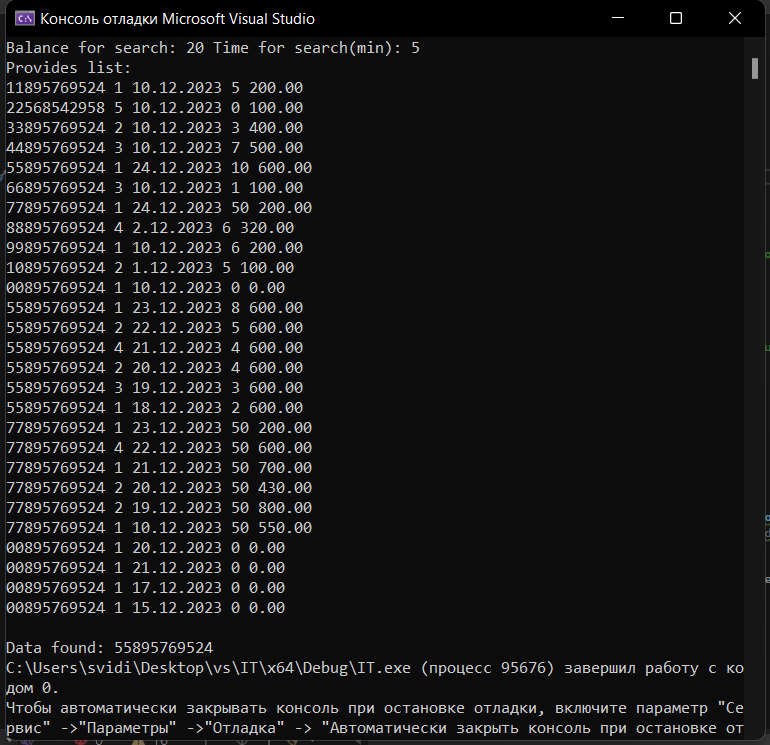 Консоль отладки Microsoft Visual Studio
Balance for search: 20 Time for search(min): 5
Provides list:
11895769524 1 10.12.2023 5 200.00
22568542958 5 10.12.2023 0 100.00
33895769524 2 10.12.2023 3 400.00
44895769524 3 10.12.2023 7 500.00
55895769524 1 24.12.2023 10 600.00
66895769524 3 10.12.2023 1 100.00
77895769524 1 24.12.2023 50 200.00
88895769524 4 2.12.2023 6 320.00
99895769524 1 10.12.2023 6 200.00
10895769524 2 1.12.2023 5 100.00
00895769524 1 10.12.2023 0 0.00
55895769524 1 23.12.2023 8 600.00
55895769524 2 22.12.2023 5 600.00
55895769524 4 21.12.2023 4 600.00
55895769524 2 20.12.2023 4 600.00
55895769524 3 19.12.2023 3 600.00
55895769524 1 18.12.2023 2 600.00
77895769524 1 23.12.2023 50 200.00
77895769524 4 22.12.2023 50 600.00
77895769524 1 21.12.2023 50 700.00
77895769524 2 20.12.2023 50 430.00
77895769524 2 19.12.2023 50 800.00
77895769524 1 10.12.2023 50 550.00
00895769524 1 20.12.2023 0 0.00
00895769524 1 21.12.2023 0 0.00
00895769524 1 17.12.2023 0 0.00
00895769524 1 15.12.2023 0 0.00
Data found: 55895769524
C:\Users\svidi\Desktop\vs\IT\x64\Debug\IT.exe (процесс 95676) завершил работу с ко
дом 0.
Чтобы автоматически закрывать консоль при остановке отладки, включите параметр "Се
рвис" ->"Параметры" ->"Отладка" -> "Автоматически закрыть консоль при остановке от